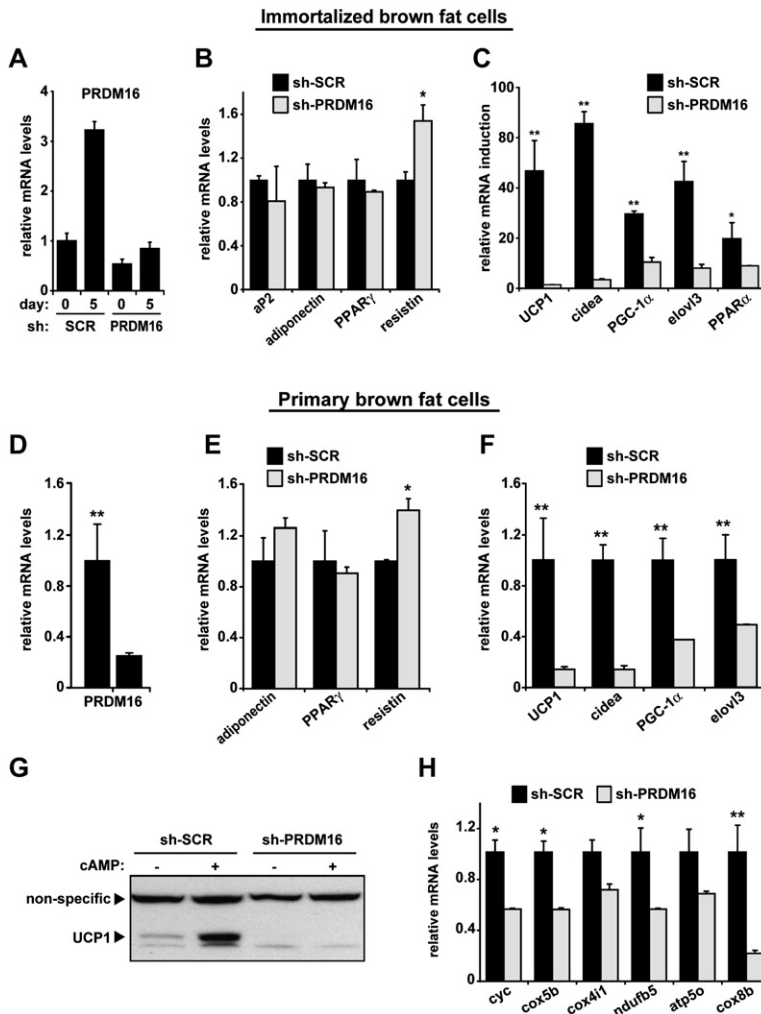 Immortalized brown fat cells
A
PRDM16
relative mRNA levels
4
3
2
1
0
day: 0 5 0 5
sh: SCR PRDM16
B
sh-SCR
sh-PRDM16
relative mRNA levels
1.6
1.2
0.8
0.4
0
*
aP2 adiponectin PPARγ resistin
C
sh-SCR
sh-PRDM16
relative mRNA induction
100
80
60
40
20
0
** ** ** ** *
UCP1 cidea PGC-1α elovl3 PPARα
Primary brown fat cells
D
relative mRNA levels
1.6
1.2
0.8
0.4
0
**
PRDM16
E
sh-SCR
sh-PRDM16
relative mRNA levels
1.6
1.2
0.8
0.4
0
*
adiponectin PPARγ resistin
F
sh-SCR
sh-PRDM16
relative mRNA levels
1.6
1.2
0.8
0.4
0
** ** ** **
UCP1 cidea PGC-1α elovl3
G
sh-SCR sh-PRDM16
cAMP: - + - +
non-specific
UCP1
H
sh-SCR sh-PRDM16
relative mRNA levels
1.2
0.8
0.4
0
* * * **
cyc cox5b cox4i1 ndufb5 atp5o cox8b